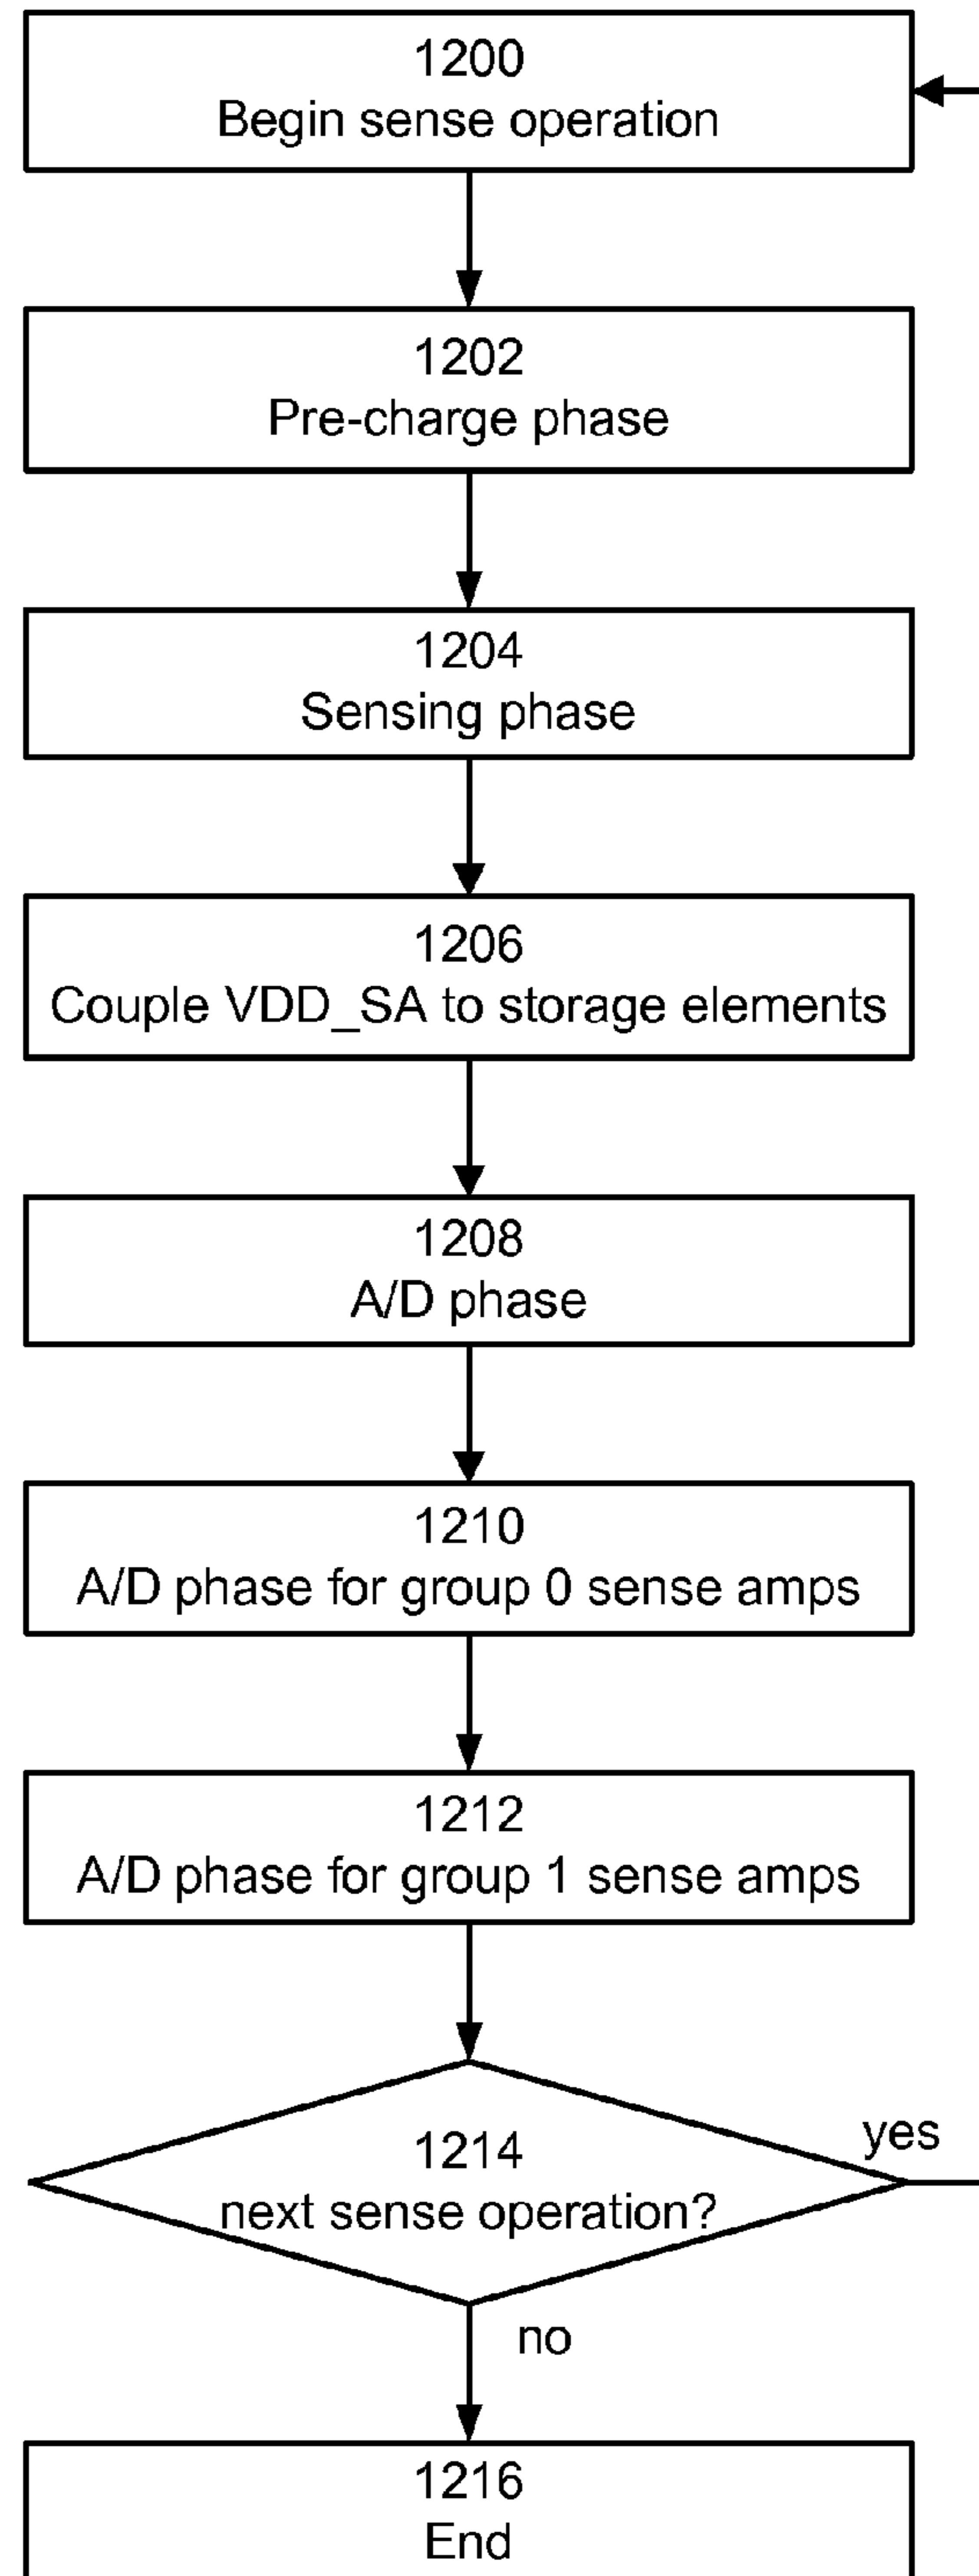 1200
Begin sense operation
1202
Pre-charge phase
1204
Sensing phase
1206
Couple VDD_SA to storage elements
1208
A/D phase
1210
A/D phase for group 0 sense amps
1212
A/D phase for group 1 sense amps
yes
1214
next sense operation?
no
1216
End